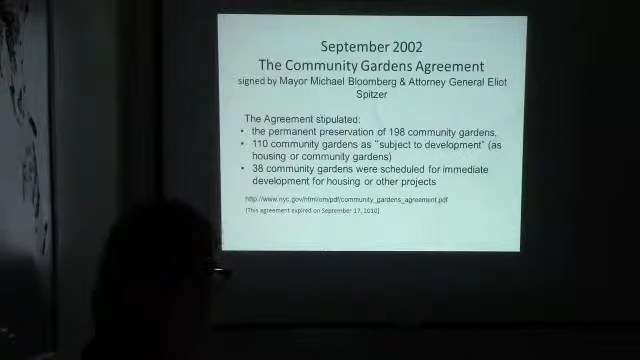 September 2002
The Community Gardens Agreement
signed by Mayor Michael Bloomberg & Attorney General Eliot
Spitzer
The Agreement stipulated:
• the permanent preservation of 198 community gardens,
• 110 community gardens as "subject to development" (as
housing or community gardens)
• 38 community gardens were scheduled for immediate
development for housing or other projects
http://www.nyc.gov/html/om/pdf/community_gardens_agreement.pdf
[This agreement expired on September 17, 2010]